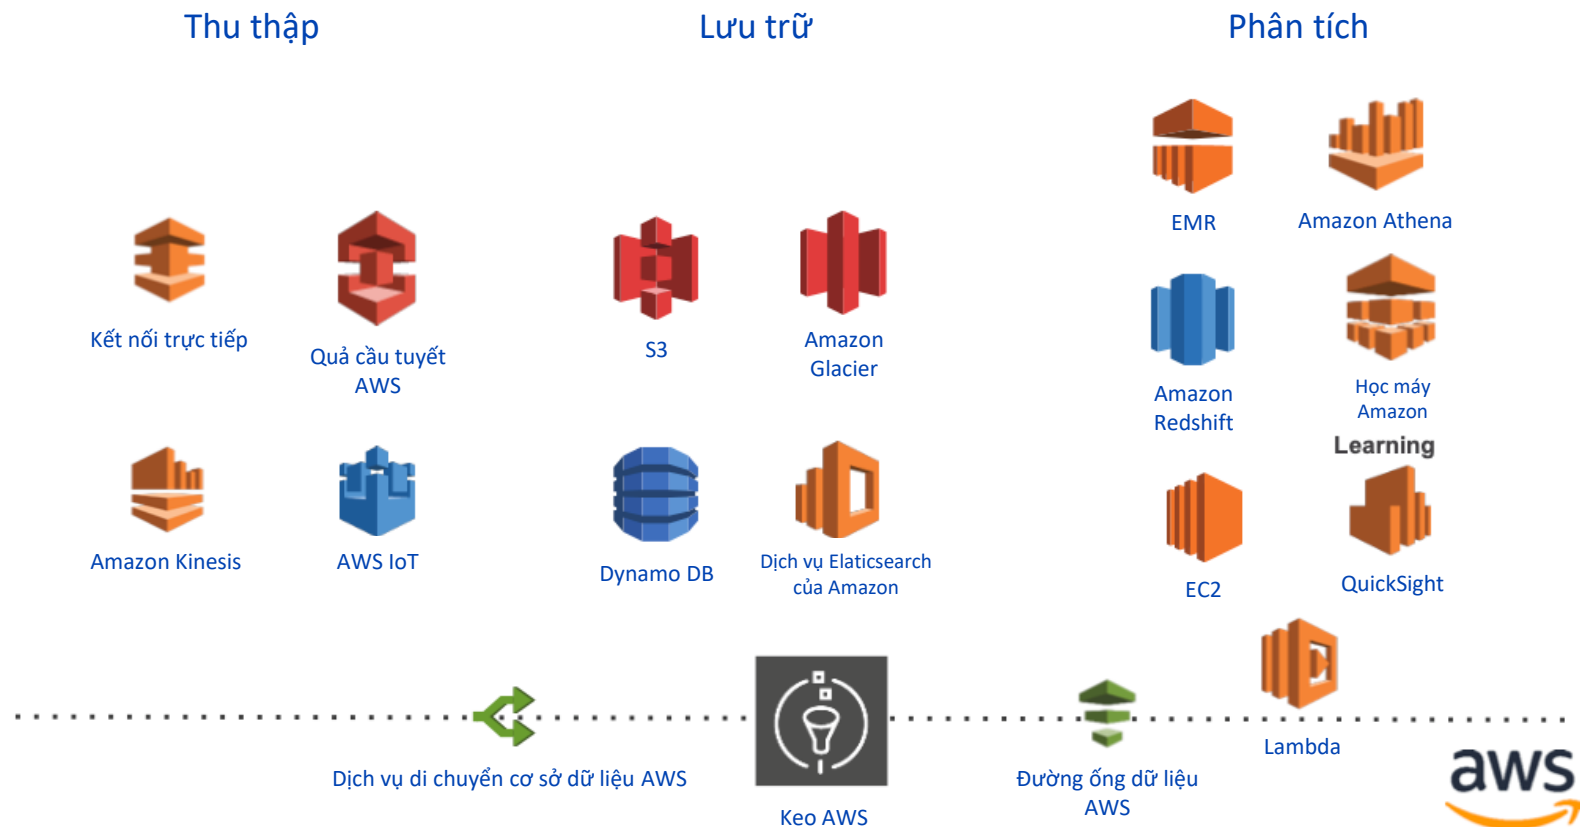 Thu thập
Lưu trữ
Phân tích
EMR
Amazon Athena
Kết nối trực tiếp
Quả cầu tuyết
AWS
S3
Amazon
Glacier
Amazon
Redshift
Học máy
Amazon
Learning
Amazon Kinesis
AWS IoT
Dynamo DB
Dịch vụ Elaticsearch
của Amazon
EC2
QuickSight
Lambda
Dịch vụ di chuyển cơ sở dữ liệu AWS
Keo AWS
Đường ống dữ liệu
AWS
aws